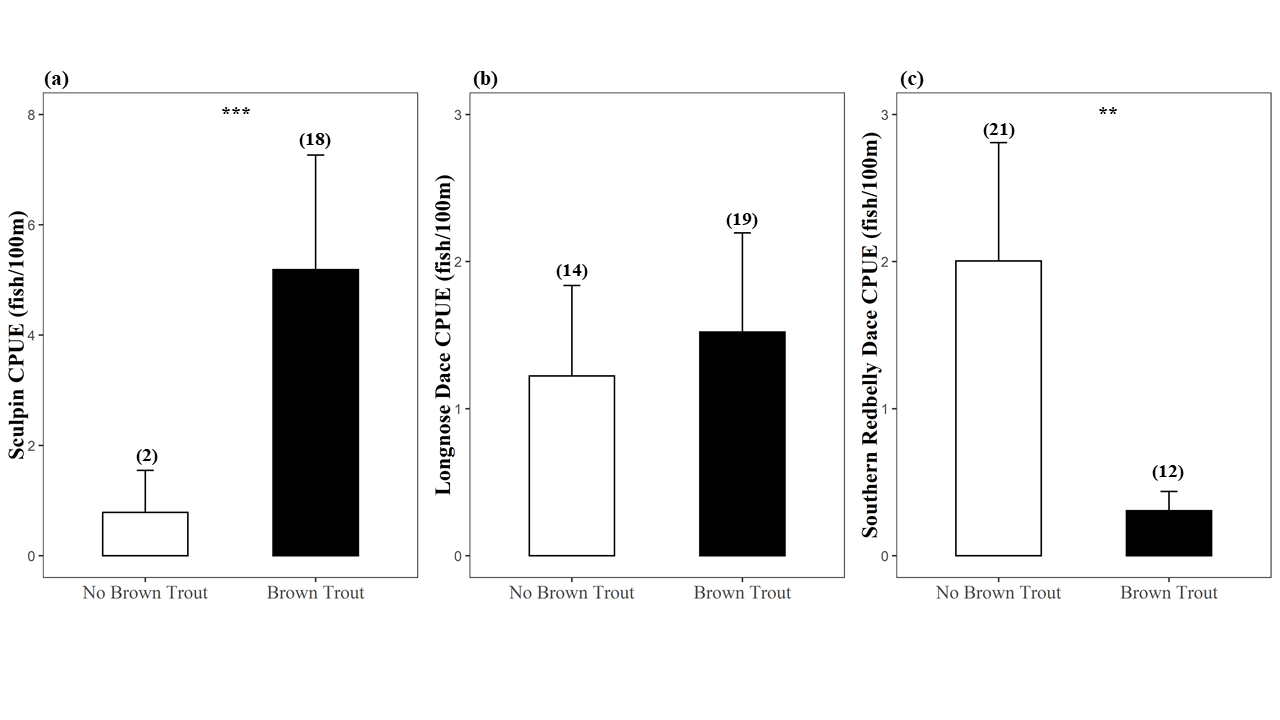 (a)
***
(18)
(2)
8
6
4
2
0
Sculpin CPUE (fish/100m)
No Brown Trout
Brown Trout
(b)
(19)
(14)
3
2
1
0
Longnose Dace CPUE (fish/100m)
No Brown Trout
Brown Trout
(c)
**
(21)
(12)
3
2
1
0
Southern Redbelly Dace CPUE (fish/100m)
No Brown Trout
Brown Trout